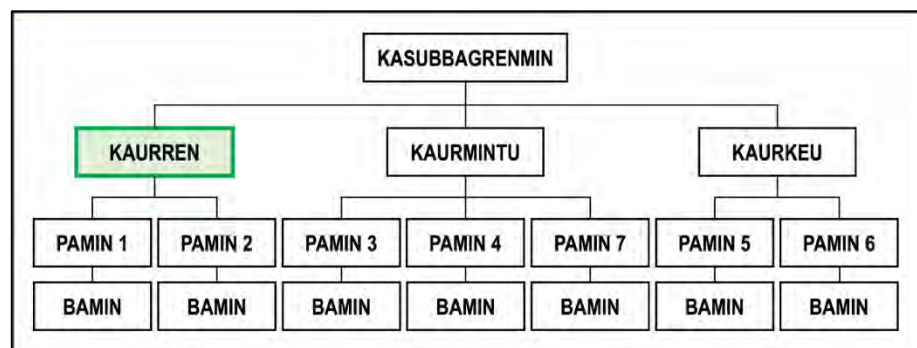 KASUBBAGRENMIN
KAURREN
KAURMINTU
KAURKEU
PAMIN 1
PAMIN 2
PAMIN 3
PAMIN 4
PAMIN 7
PAMIN 5
PAMIN 6
BAMIN
BAMIN
BAMIN
BAMIN
BAMIN
BAMIN
BAMIN